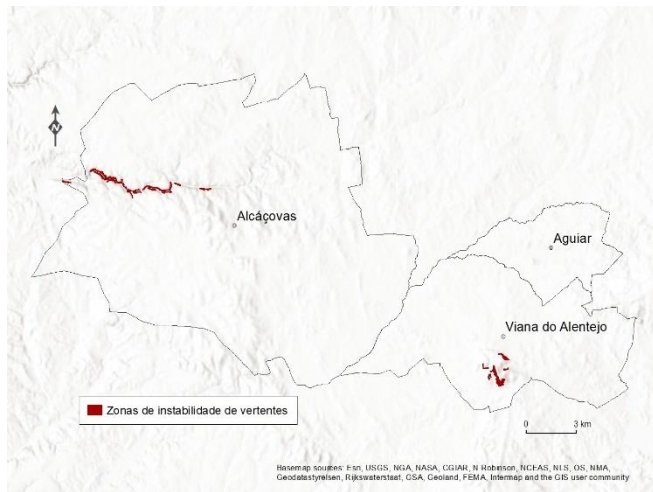 N
Alcáçovas
Aguiar
Viana do Alentejo
Zonas de instabilidade de vertentes
0 3 km
Basemap sources: Esri, USGS, NGA, NASA, CGIAR, N Robinson, NCEAS, NLS, OS, NMA,
Geodatastyrelsen, Rijkswaterstaat, GSA, Geoland, FEMA, Intermap and the GIS user community